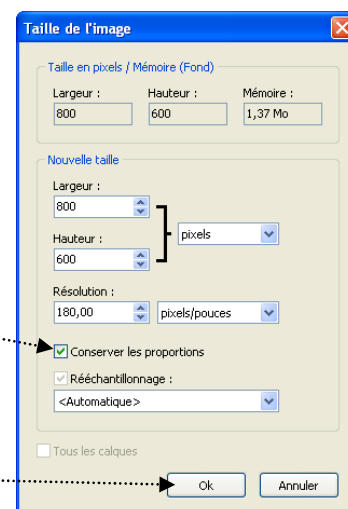 Taille de l'image
Taille en pixels / Mémoire (Fond)
Largeur : Hauteur : Mémoire :
800 600 1,37 Mo
Nouvelle taille
Largeur :
800
pixels
Hauteur :
600
Résolution :
180,00 pixels/pouces
Conserver les proportions
Rééchantillonnage :
<Automatique>
Tous les calques
Ok Annuler